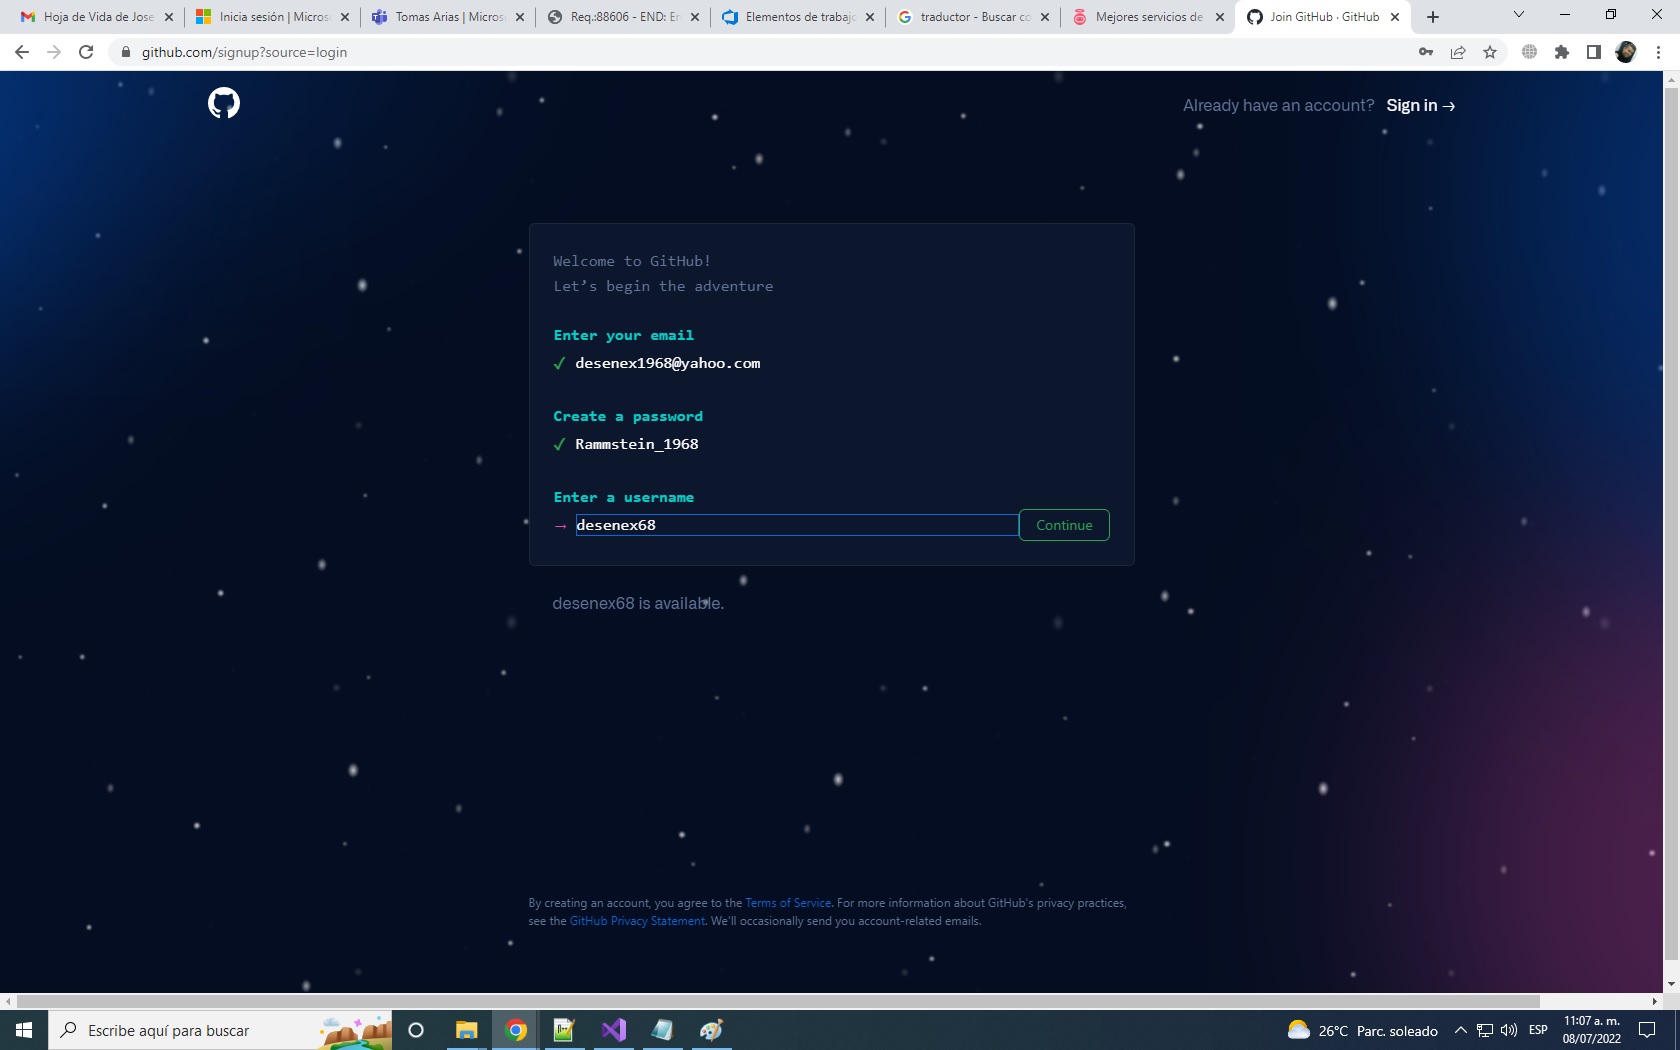 Hoja de Vida de Jose
Inicia sesión | Micros
Tomas Arias | Micros
Req.:88606 - END: En
Elementos de trabajo
traductor - Buscar co
Mejores servicios de
Join GitHub · GitHub
github.com/signup?source=login
Already have an account? Sign in →
Welcome to GitHub!
Let’s begin the adventure
Enter your email
✓ desenex1968@yahoo.com
Create a password
✓ Rammstein_1968
Enter a username
→ desenex68 Continue
desenex68 is available.
By creating an account, you agree to the Terms of Service. For more information about GitHub's privacy practices,
see the GitHub Privacy Statement. We'll occasionally send you account-related emails.
Escribe aquí para buscar
26°C Parc. soleado
ESP
11:07 a. m.
08/07/2022